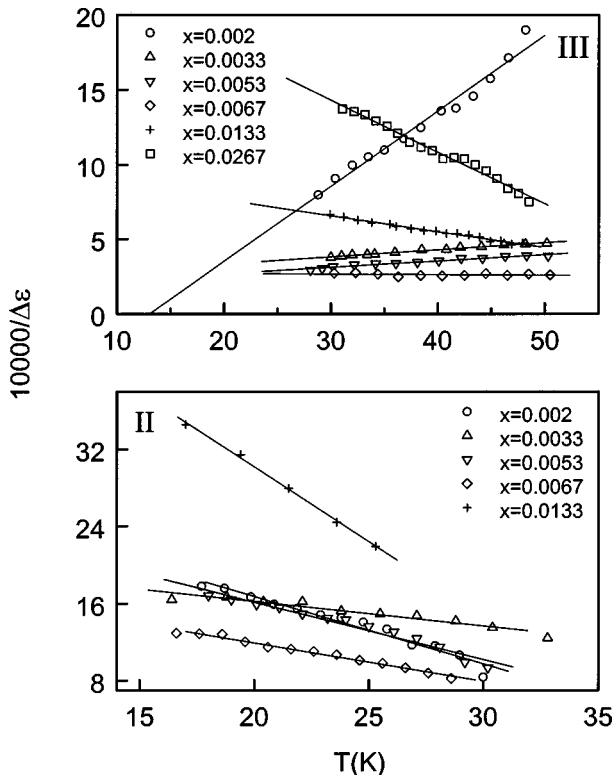 20
15
10
5
0
x=0.002
x=0.0033
x=0.0053
x=0.0067
x=0.0133
x=0.0267
III
10 20 30 40 50
10000/Δε
32
24
16
8
II
x=0.002
x=0.0033
x=0.0053
x=0.0067
x=0.0133
15 20 25 30
T(K)